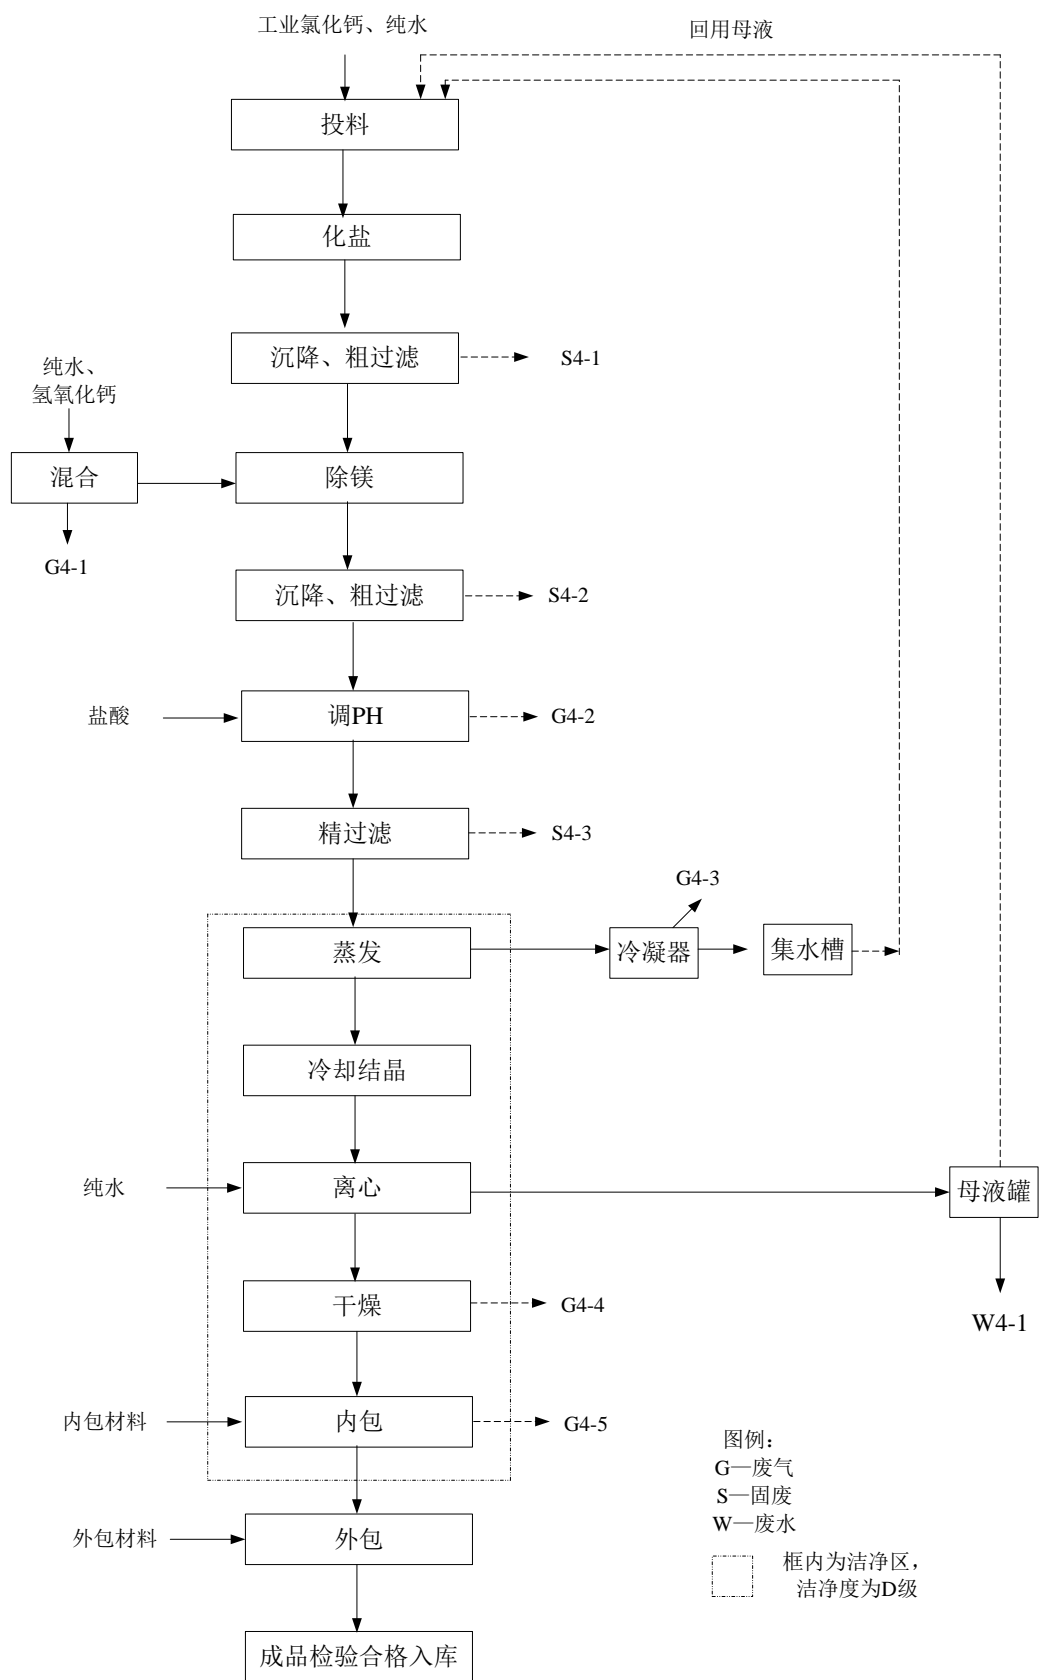 工业氯化钙、纯水
回用母液
投料
化盐
沉降、粗过滤
S4-1
纯水、
氢氧化钙
混合
除镁
G4-1
沉降、粗过滤
S4-2
盐酸
调PH
G4-2
精过滤
S4-3
G4-3
蒸发
冷凝器
集水槽
冷却结晶
纯水
离心
母液罐
干燥
G4-4
W4-1
内包材料
内包
G4-5
图例：
G—废气
S—固废
W—废水
外包材料
外包
框内为洁净区，
洁净度为D级
成品检验合格入库